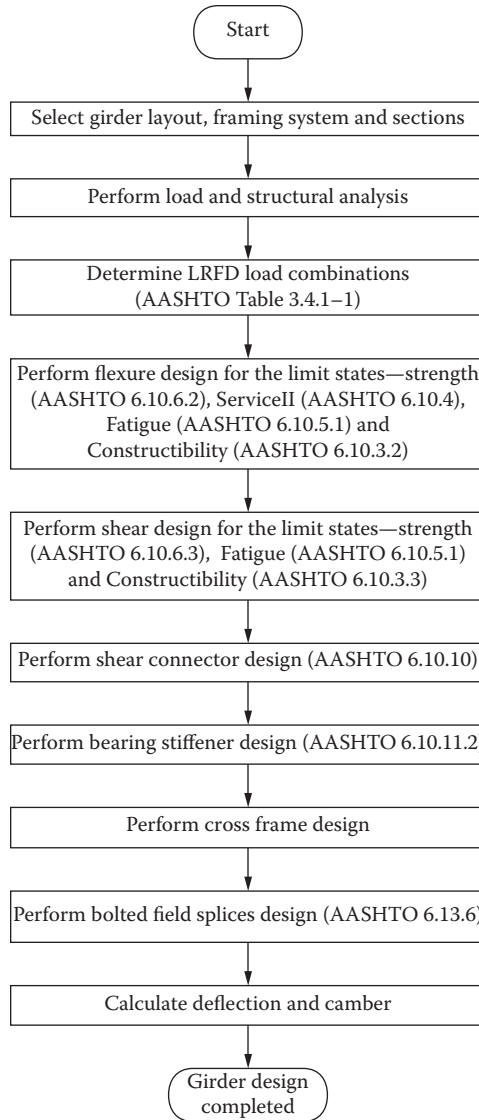 Start
Select girder layout, framing system and sections
Perform load and structural analysis
Determine LRFD load combinations
(AASHTO Table 3.4.1–1)
Perform flexure design for the limit states—strength
(AASHTO 6.10.6.2), ServiceII (AASHTO 6.10.4),
Fatigue (AASHTO 6.10.5.1) and
Constructibility (AASHTO 6.10.3.2)
Perform shear design for the limit states—strength
(AASHTO 6.10.6.3), Fatigue (AASHTO 6.10.5.1)
and Constructibility (AASHTO 6.10.3.3)
Perform shear connector design (AASHTO 6.10.10)
Perform bearing stiffener design (AASHTO 6.10.11.2)
Perform cross frame design
Perform bolted field splices design (AASHTO 6.13.6)
Calculate deflection and camber
Girder design
completed